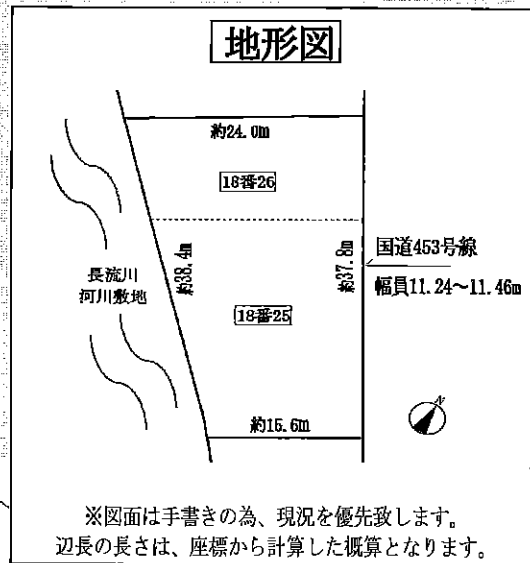 地形図
約24.0m
18番26
約38.4m
約37.8m
国道453号線
幅員11.24～11.46m
長流川
河川敷地
18番25
約15.6m
N
※図面は手書きの為、現況を優先致します。
辺長の長さは、座標から計算した概算となります。